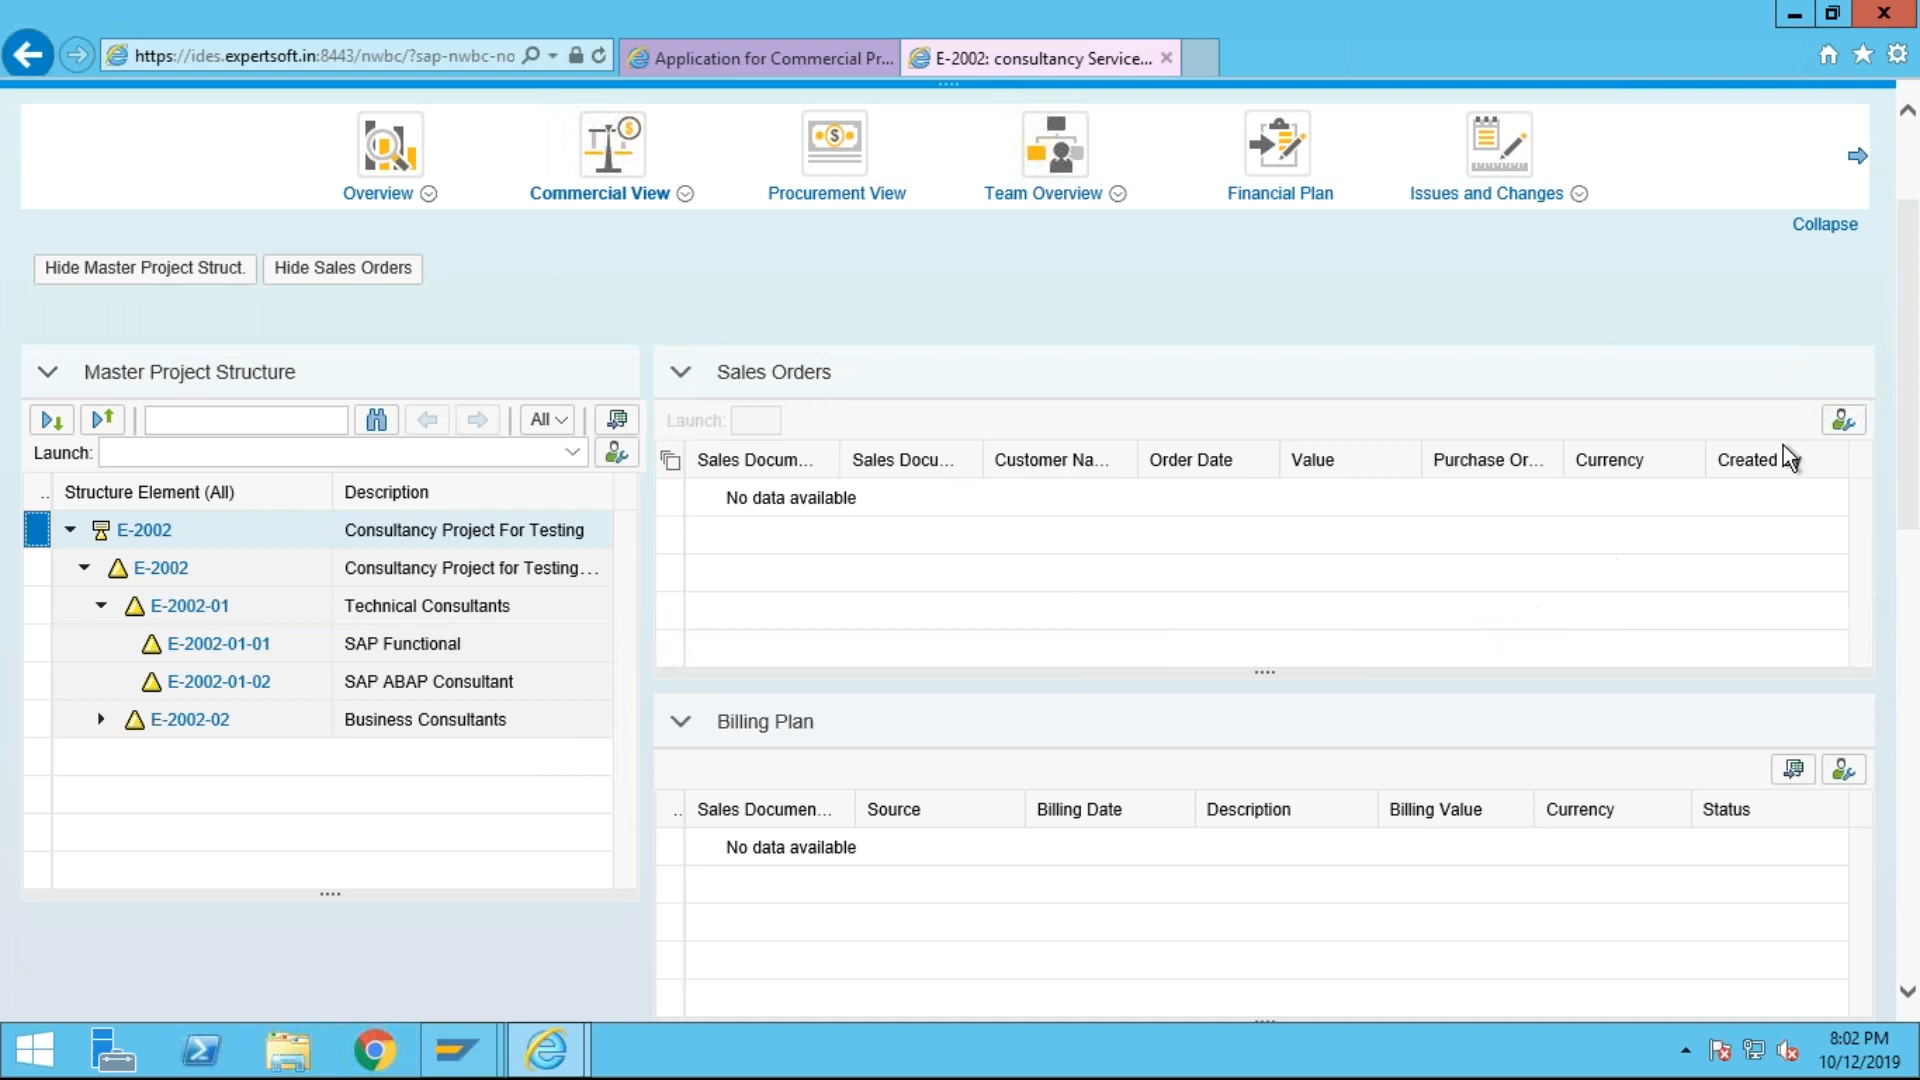 https://ides.expertsoft.in:8443/nwbc/?sap-nwbc-no
Application for Commercial Pr...
E-2002: consultancy Service...
Overview
Commercial View
Procurement View
Team Overview
Financial Plan
Issues and Changes
Collapse
Hide Master Project Struct.
Hide Sales Orders
Master Project Structure
All
Launch:
.. Structure Element (All) Description
E-2002 Consultancy Project For Testing
E-2002 Consultancy Project for Testing...
E-2002-01 Technical Consultants
E-2002-01-01 SAP Functional
E-2002-01-02 SAP ABAP Consultant
E-2002-02 Business Consultants
Sales Orders
Launch:
Sales Docum... Sales Docu... Customer Na... Order Date Value Purchase Or... Currency Created
No data available
Billing Plan
.. Sales Documen... Source Billing Date Description Billing Value Currency Status
No data available
8:02 PM
10/12/2019